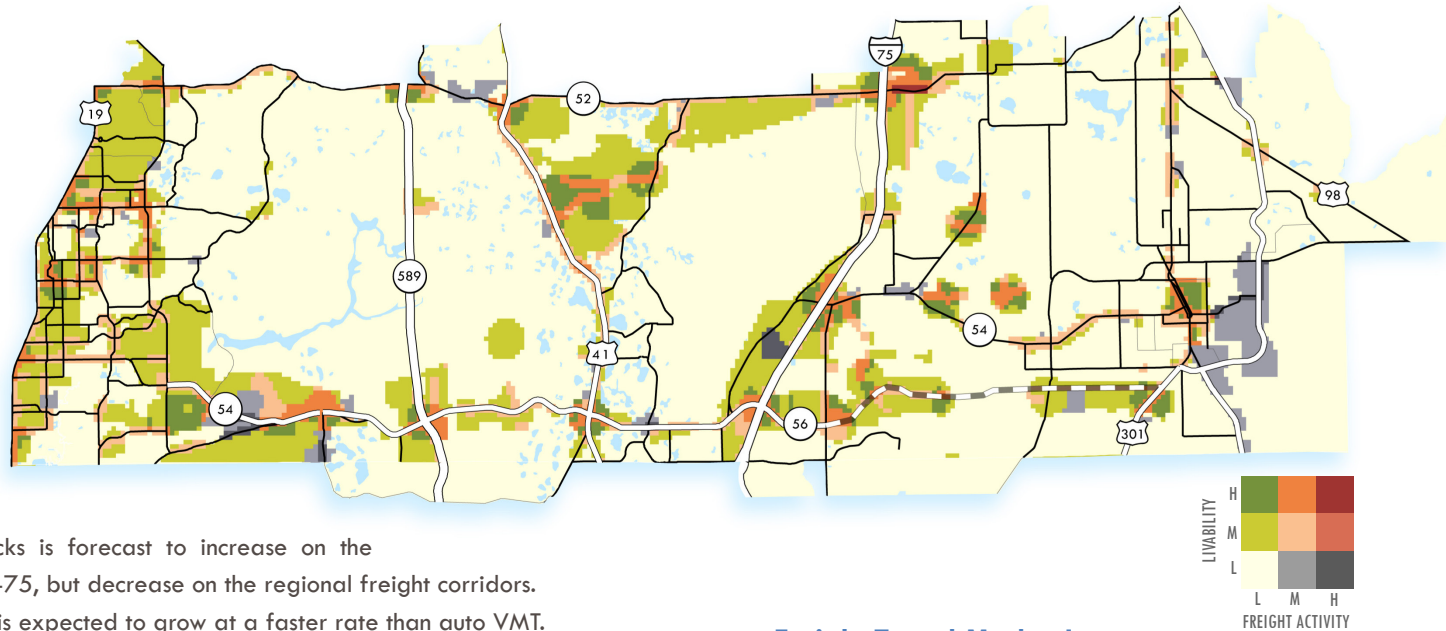 75
52
19
98
589
54
41
54
56
301
LIVABILITY
H
M
L
L M H
FREIGHT ACTIVITY
cks is forecast to increase on the
-75, but decrease on the regional freight corridors.
is expected to grow at a faster rate than auto VMT.